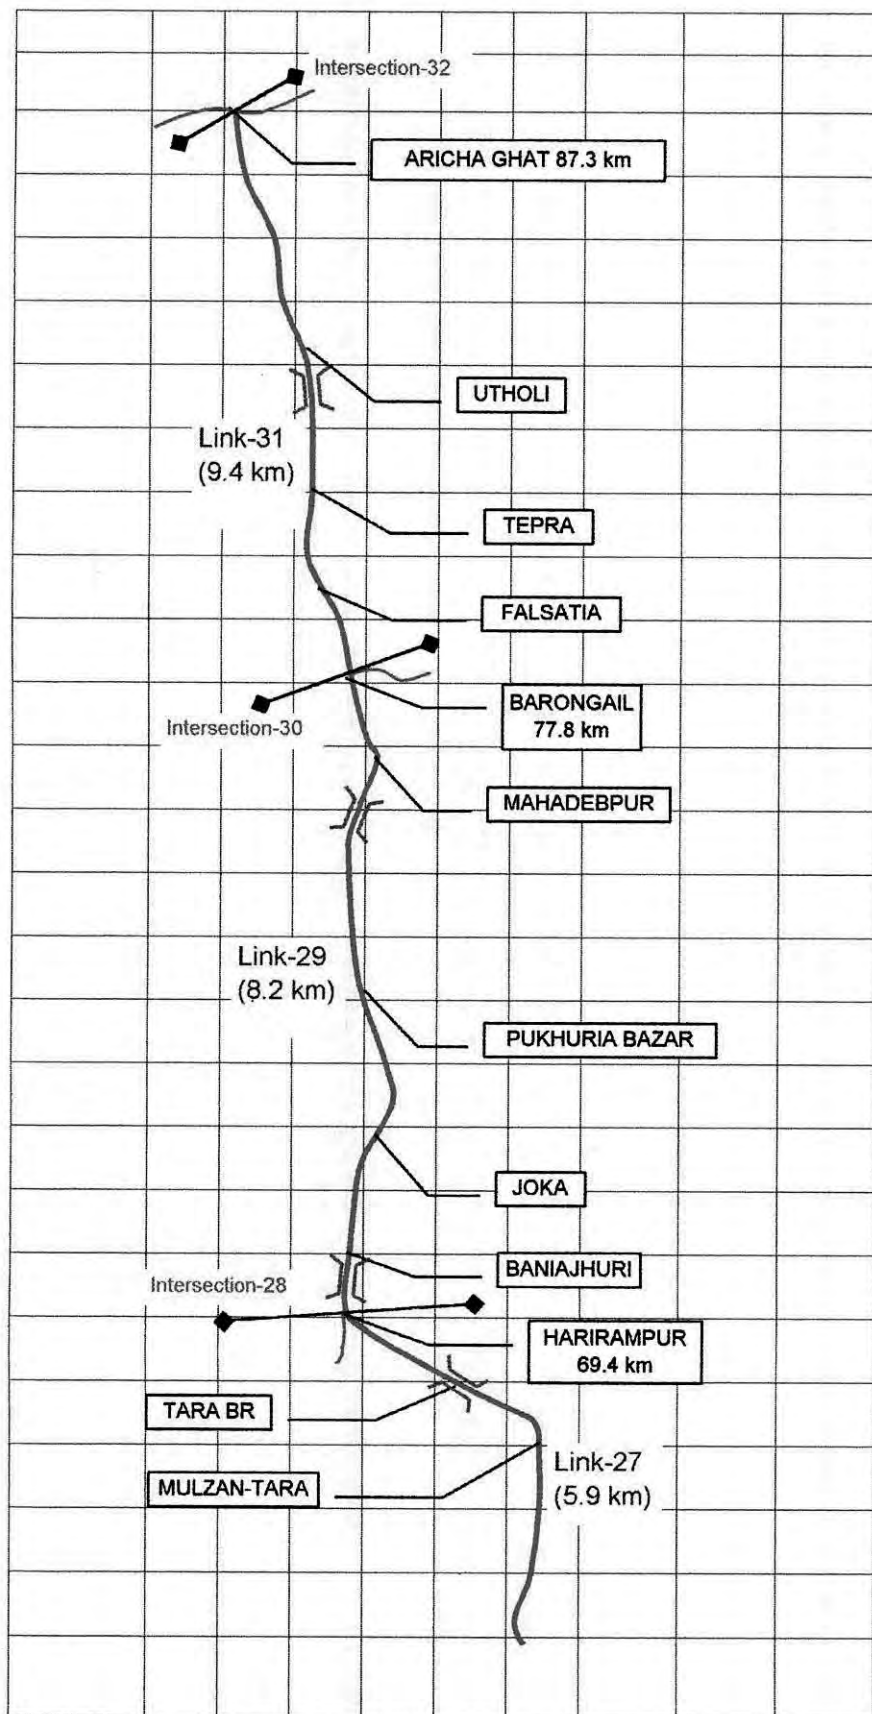 Intersection-32
ARICHA GHAT 87.3 km
UTHOLI
Link-31
(9.4 km)
TEPRA
FALSATIA
BARONGAIL
77.8 km
Intersection-30
MAHADEBPUR
Link-29
(8.2 km)
PUKHURIA BAZAR
JOKA
BANIAJHURI
Intersection-28
HARIRAMPUR
69.4 km
TARA BR
Link-27
(5.9 km)
MULZAN-TARA